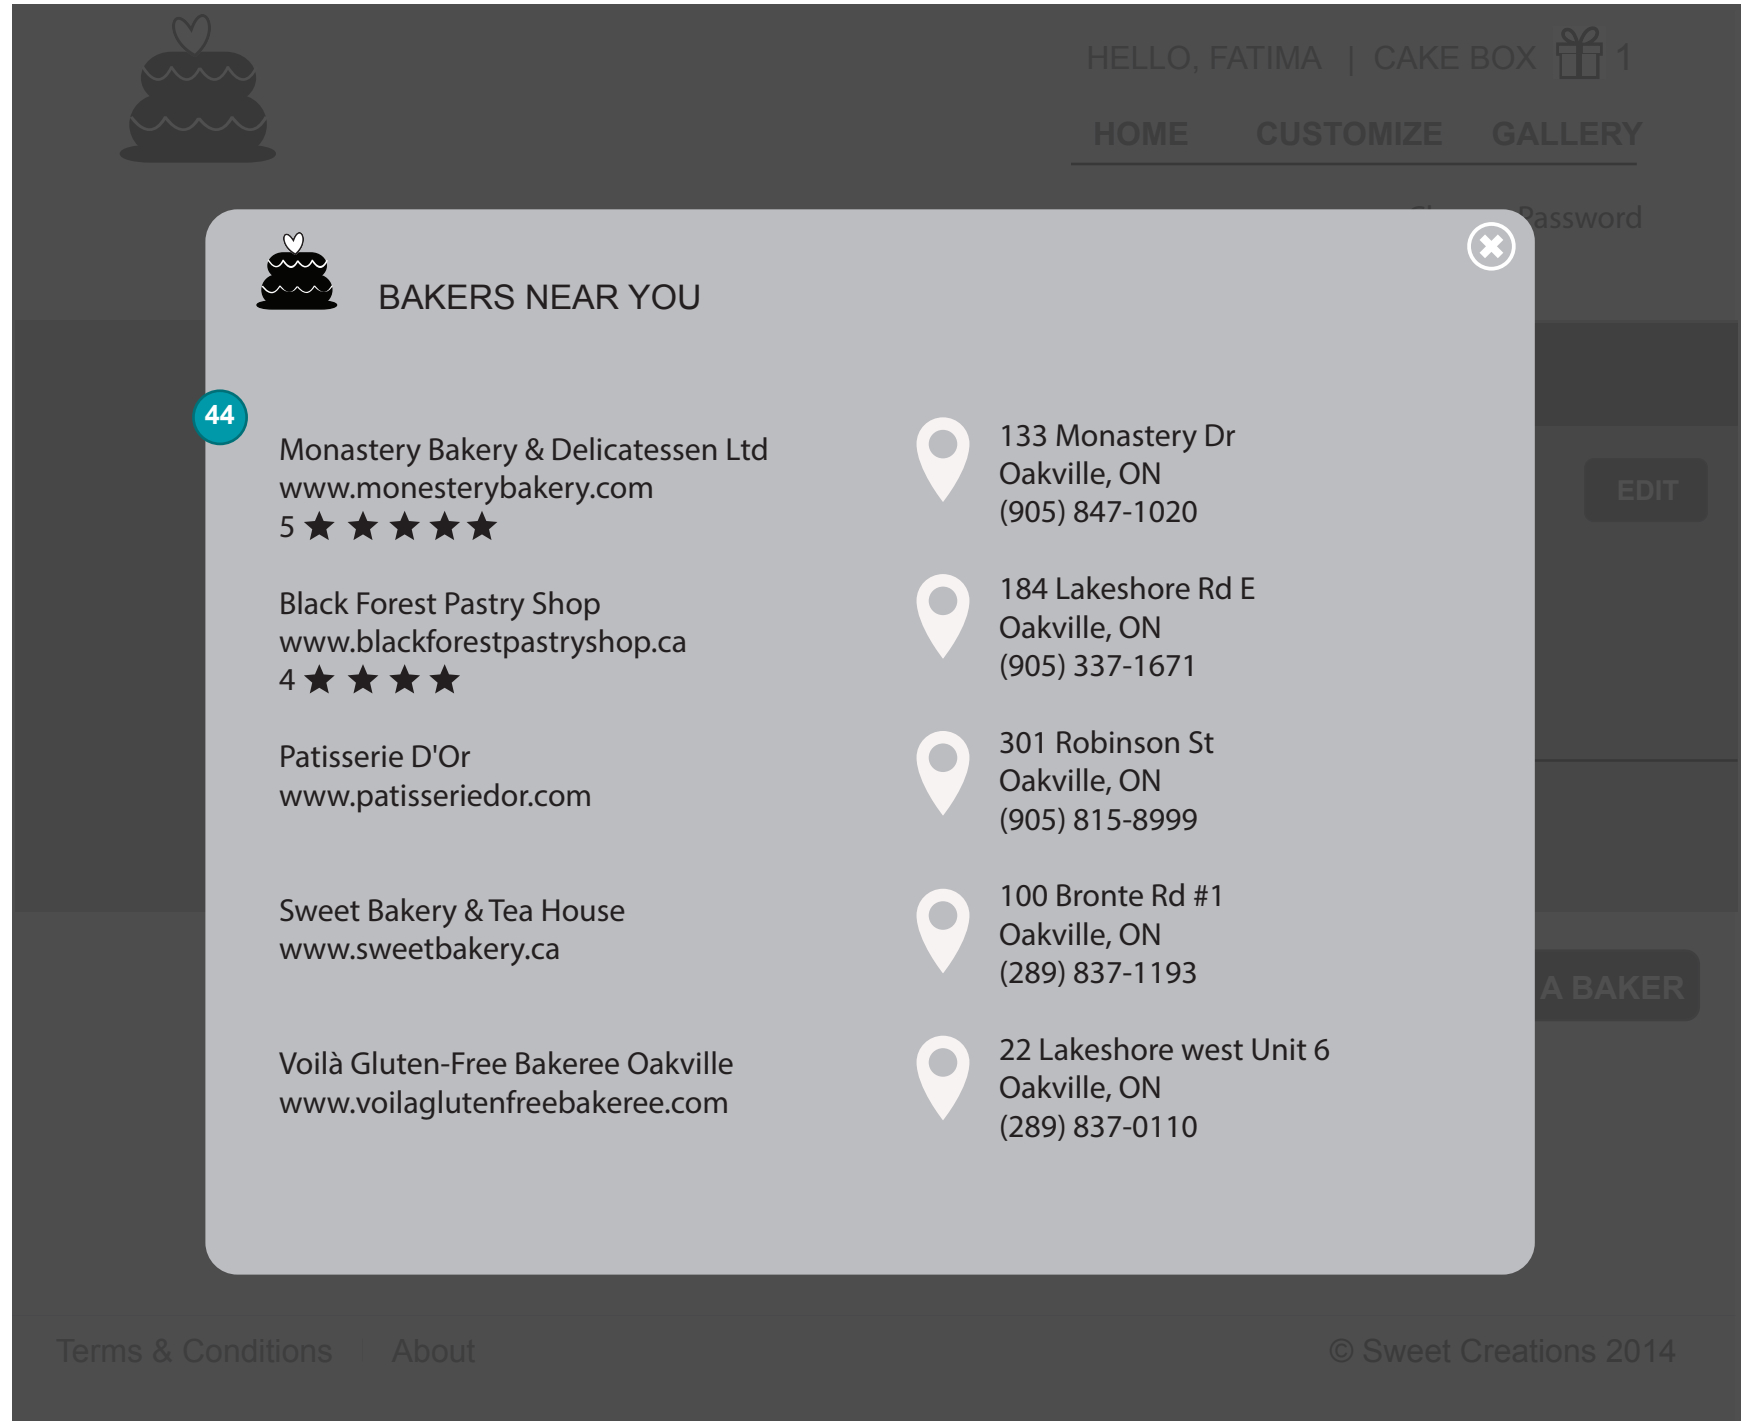 HELLO, FATIMA | CAKE BOX 1
HOME CUSTOMIZE GALLERY
Password
BAKERS NEAR YOU
44
Monastery Bakery & Delicatessen Ltd
www.monesterybakery.com
5
133 Monastery Dr
Oakville, ON
(905) 847-1020
EDIT
Black Forest Pastry Shop
www.blackforestpastryshop.ca
4
184 Lakeshore Rd E
Oakville, ON
(905) 337-1671
Patisserie D'Or
www.patisseriedor.com
301 Robinson St
Oakville, ON
(905) 815-8999
Sweet Bakery & Tea House
www.sweetbakery.ca
100 Bronte Rd #1
Oakville, ON
(289) 837-1193
A BAKER
Voilà Gluten-Free Bakeree Oakville
www.voilaglutenfreebakeree.com
22 Lakeshore west Unit 6
Oakville, ON
(289) 837-0110
Terms & Conditions | About
© Sweet Creations 2014